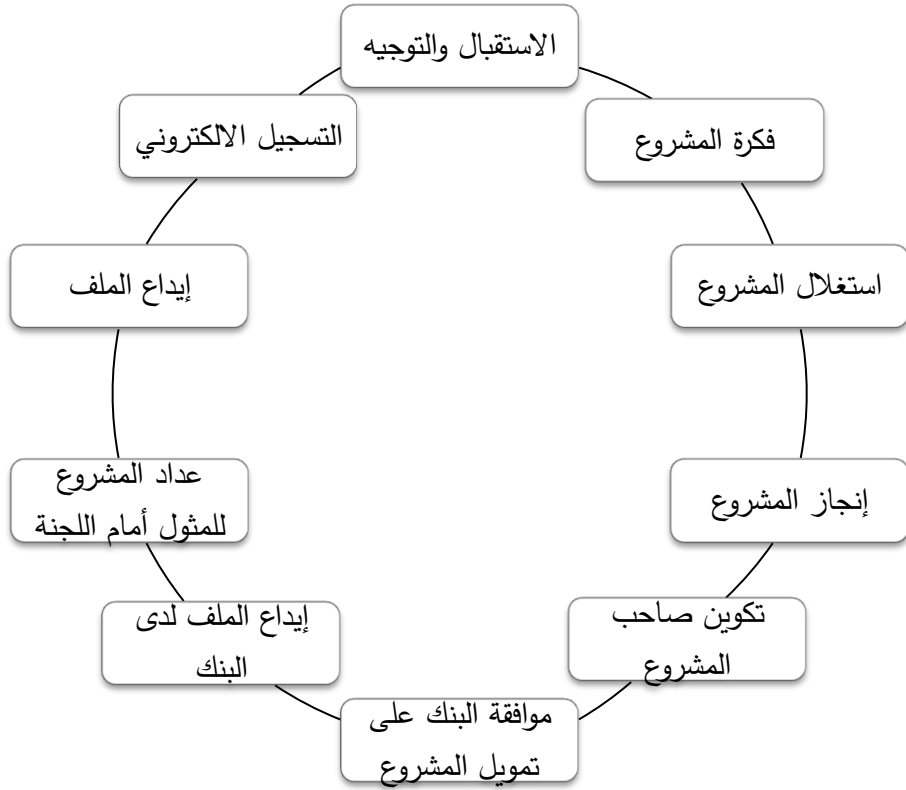 الاستقبال والتوجيه
فكرة المشروع
التسجيل الالكتروني
استغلال المشروع
إيداع الملف
إنجاز المشروع
عداد المشروع
للمثول أمام اللجنة
تكوين صاحب
المشروع
إيداع الملف لدى
البنك
موافقة البنك على
تمويل المشروع